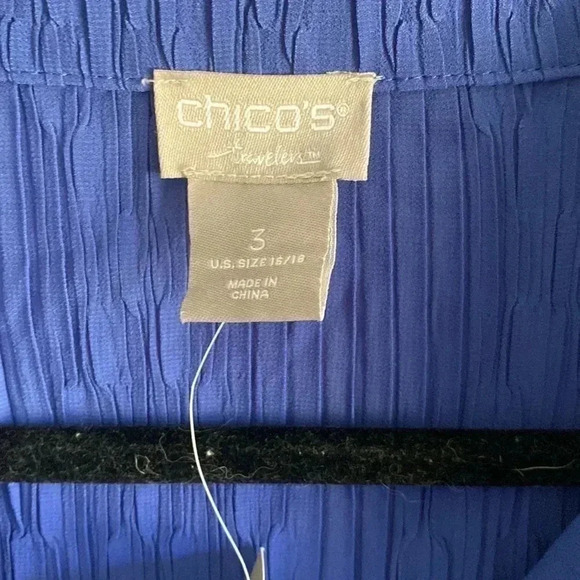 chico's®
travelers™
3
U.S. SIZE 16/18
MADE IN
CHINA